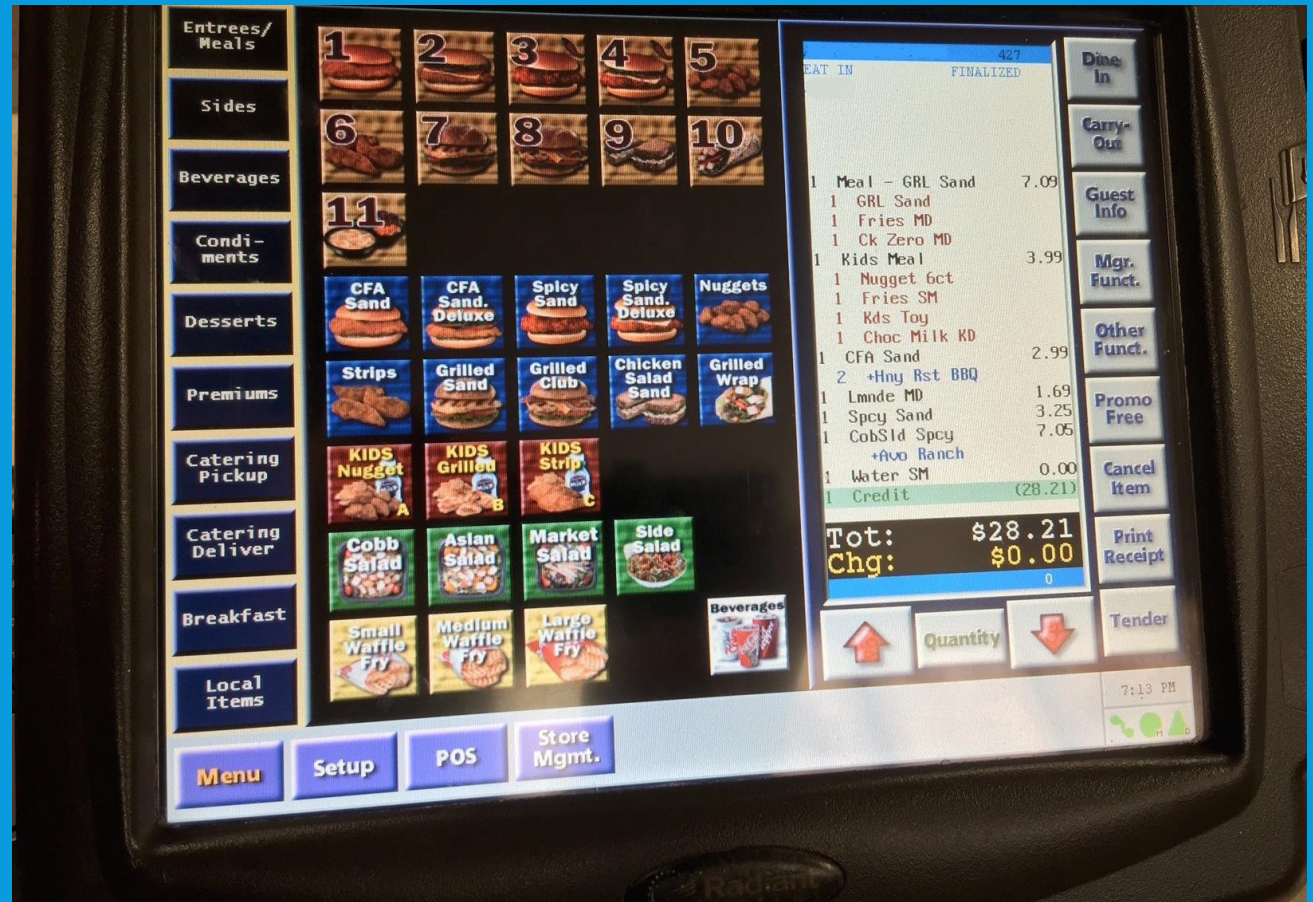 Entrees/
Meals
Sides
Beverages
Condi-
ments
Desserts
Premiums
Catering
Pickup
Catering
Deliver
Breakfast
Local
Items
1 2 3 4 5
6 7 8 9 10
11
CFA
Sand
CFA
Sand.
Deluxe
Spicy
Sand
Spicy
Sand.
Deluxe
Nuggets
Strips
Grilled
Sand
Grilled
Club
Chicken
Salad
Sand
Grilled
Wrap
KIDS
Nugget
A
KIDS
Grilled
B
KIDS
Strip
C
Cobb
Salad
Asian
Salad
Market
Salad
Side
Salad
Small
Waffle
Fry
Medium
Waffle
Fry
Large
Waffle
Fry
Beverages
427
EAT IN FINALIZED
1 Meal - GRL Sand 7.09
1 GRL Sand
1 Fries MD
1 Ck Zero MD
1 Kids Meal 3.99
1 Nugget 6ct
1 Fries SM
1 Kds Toy
1 Choc Milk KD
1 CFA Sand 2.99
2 +Hny Rst BBQ
1 Lmnde MD 1.69
1 Spcy Sand 3.25
1 CobSld Spcy 7.05
+Avo Ranch
1 Water SM 0.00
1 Credit (28.21)
Tot: $28.21
Chg: $0.00
0
Quantity
Dine
In
Carry-
Out
Guest
Info
Mgr.
Funct.
Other
Funct.
Promo
Free
Cancel
Item
Print
Receipt
Tender
7:13 PM
M
D
Menu
Setup
POS
Store
Mgmt.
Radiant